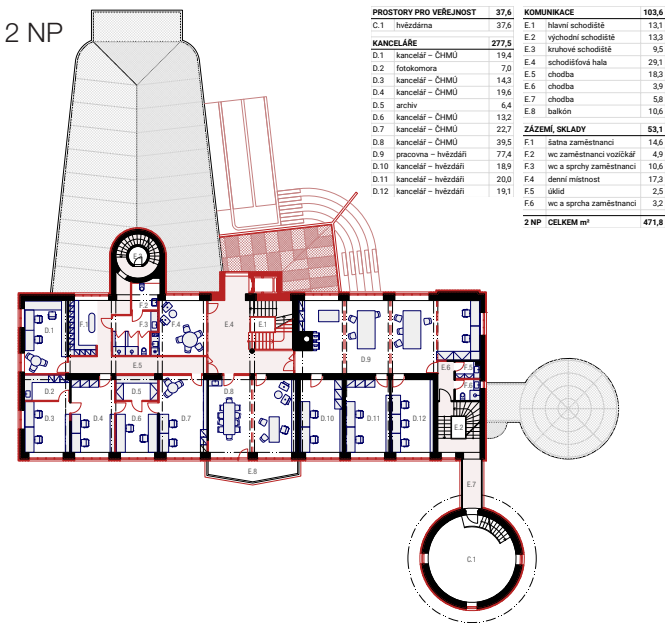 2 NP
PROSTORY PRO VEŘEJNOST 37,6
C.1 hvězdárna 37,6
KANCELÁŘE 277,5
D.1 kancelář – ČHMÚ 19,4
D.2 fotokomora 7,0
D.3 kancelář – ČHMÚ 14,3
D.4 kancelář – ČHMÚ 19,6
D.5 archiv 6,4
D.6 kancelář – ČHMÚ 13,2
D.7 kancelář – ČHMÚ 22,7
D.8 kancelář – ČHMÚ 39,5
D.9 pracovna – hvězdáři 77,4
D.10 kancelář – hvězdáři 18,9
D.11 kancelář – hvězdáři 20,0
D.12 kancelář – hvězdáři 19,1
KOMUNIKACE 103,6
E.1 hlavní schodiště 13,1
E.2 východní schodiště 13,3
E.3 kruhové schodiště 9,5
E.4 schodišťová hala 29,1
E.5 chodba 18,3
E.6 chodba 3,9
E.7 chodba 5,8
E.8 balkón 10,6
ZÁZEMÍ, SKLADY 53,1
F.1 šatna zaměstnanci 14,6
F.2 wc zaměstnanci vozíčkář 4,9
F.3 wc a sprchy zaměstnanci 10,6
F.4 denní místnost 17,3
F.5 úklid 2,5
F.6 wc a sprcha zaměstnanci 3,2
2 NP CELKEM m² 471,8
E.3
F.2
D.1 F.1 F.3 F.4 E.4 E.1
D.9
E.5 E.6 F.5
D.2 D.5 D.8 F.6
D.3 D.4 D.6 D.7 D.10 D.11 D.12 E.2
E.8
E.7
C.1